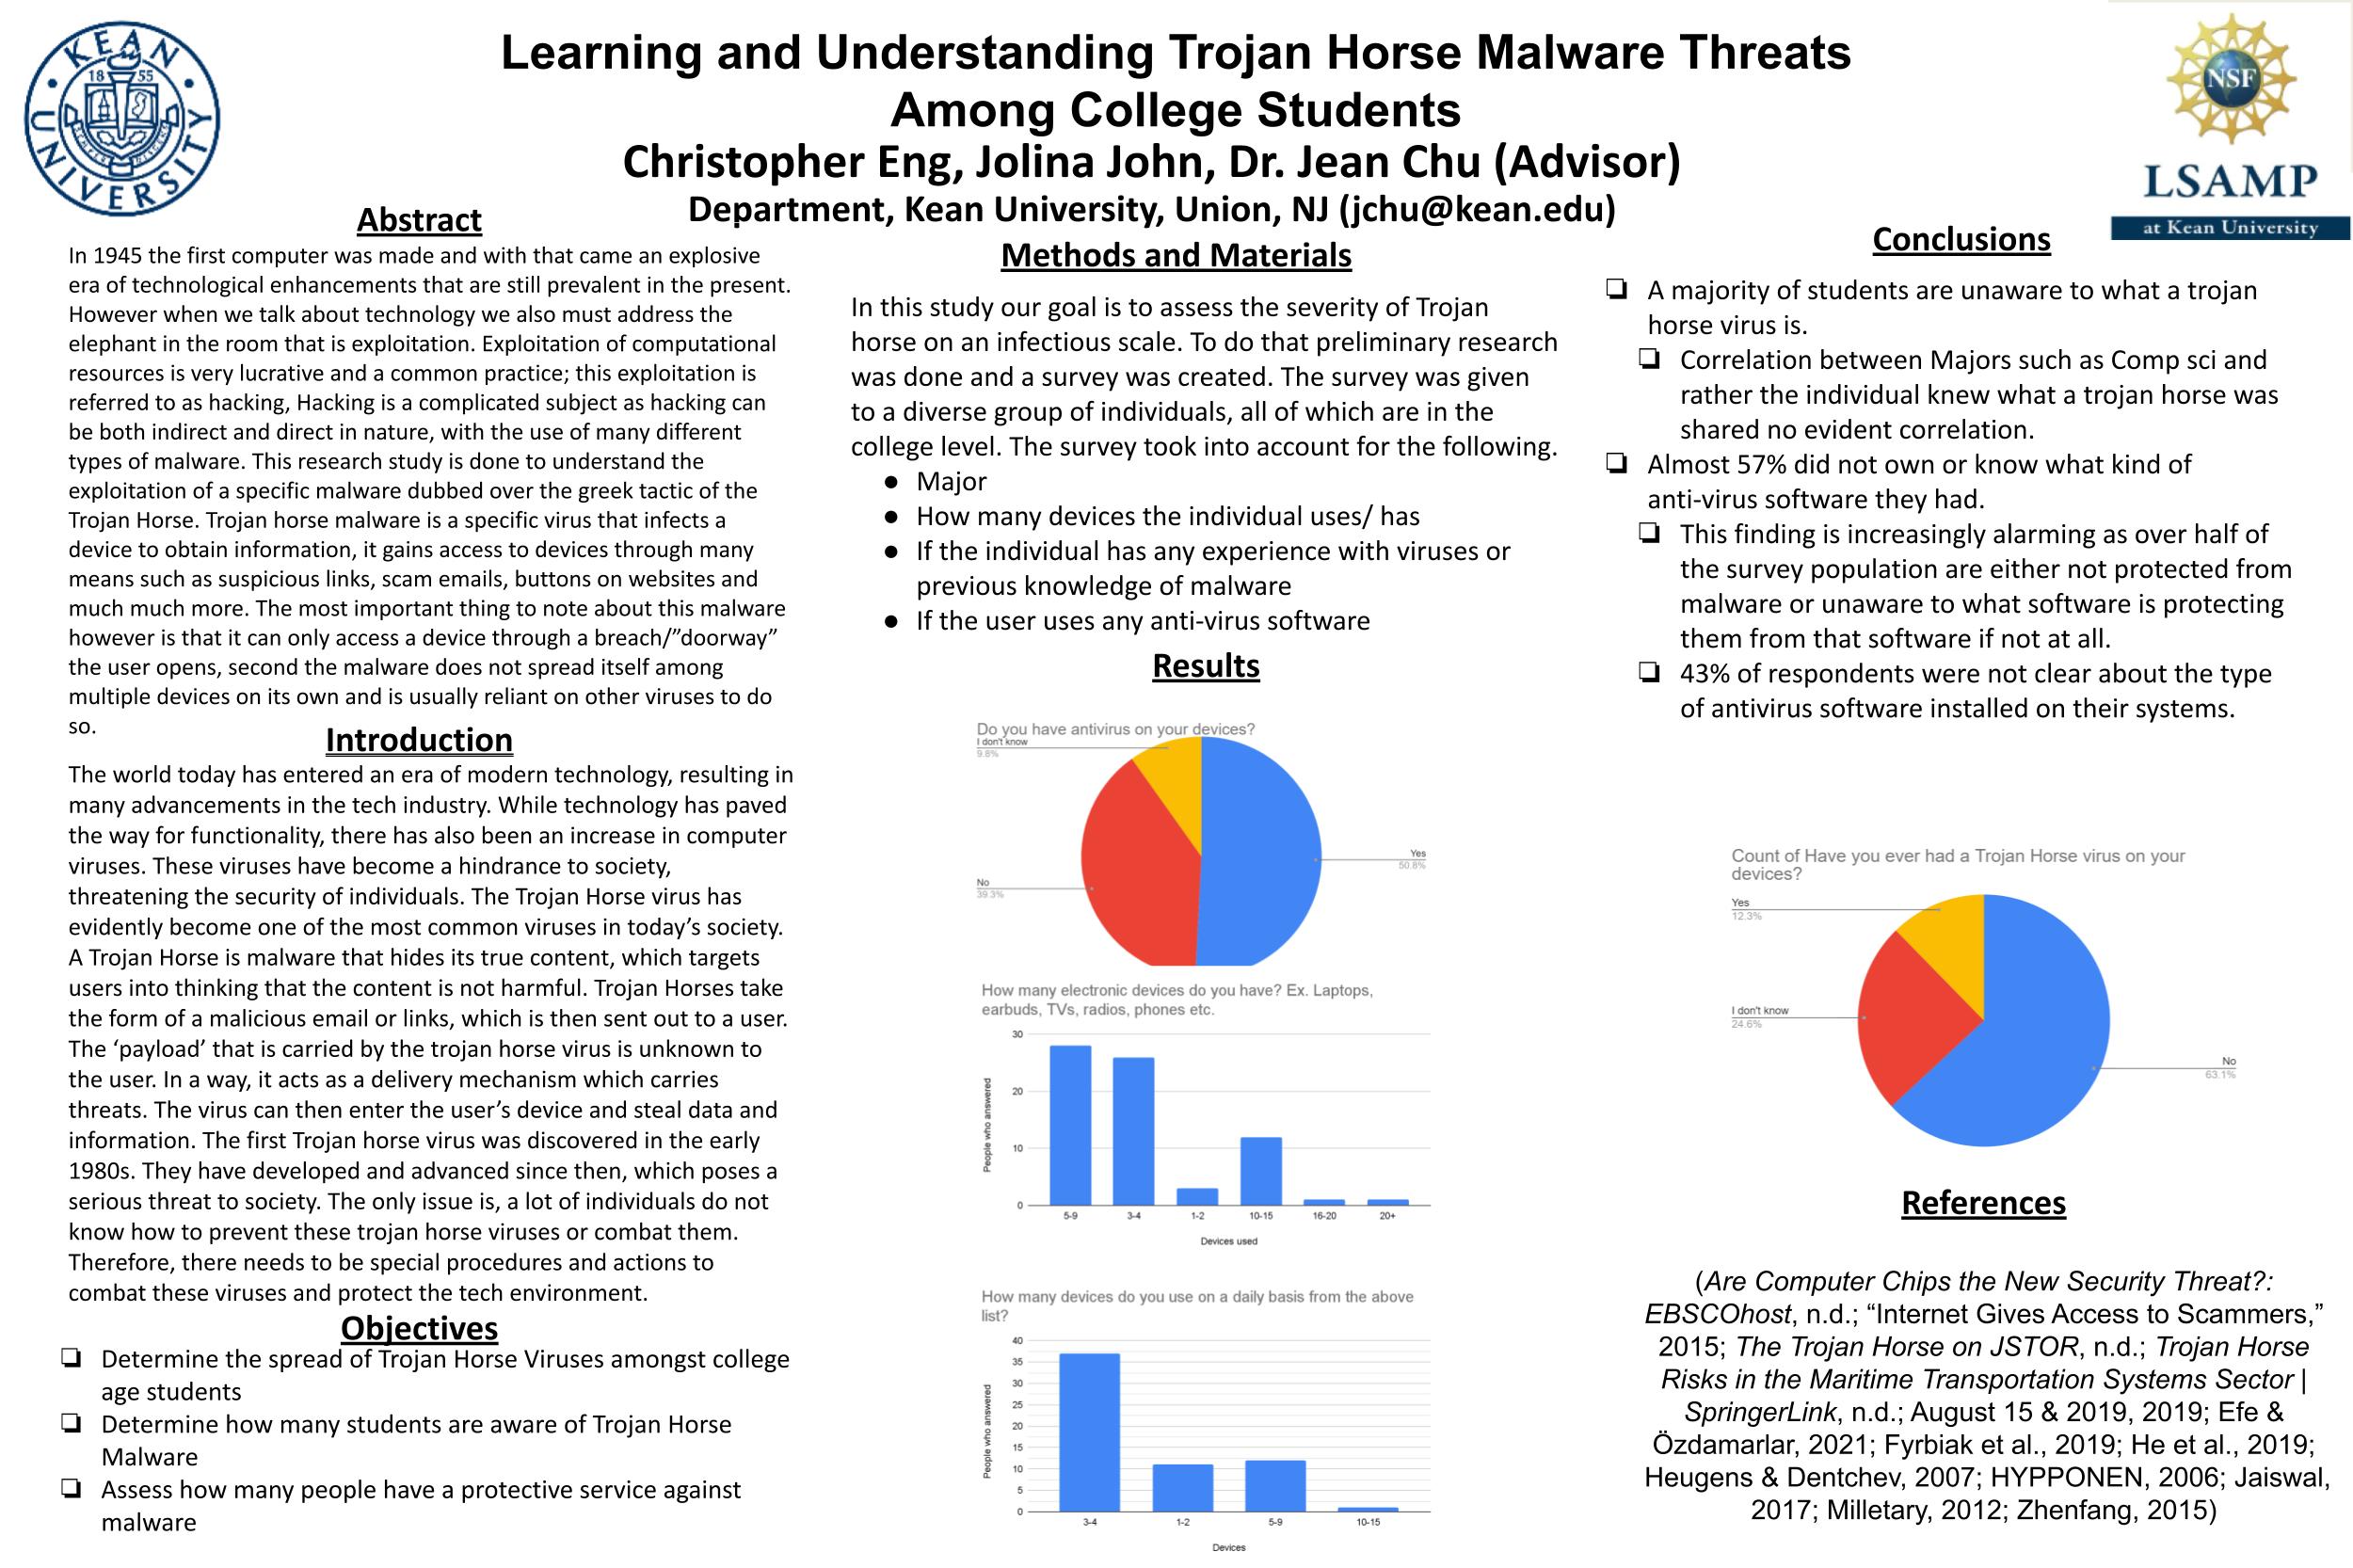 KEAN
18 55
UNIVERSITY
Learning and Understanding Trojan Horse Malware Threats
Among College Students
Christopher Eng, Jolina John, Dr. Jean Chu (Advisor)
Department, Kean University, Union, NJ (jchu@kean.edu)
NSF
LSAMP
at Kean University
Abstract
In 1945 the first computer was made and with that came an explosive
era of technological enhancements that are still prevalent in the present.
However when we talk about technology we also must address the
elephant in the room that is exploitation. Exploitation of computational
resources is very lucrative and a common practice; this exploitation is
referred to as hacking, Hacking is a complicated subject as hacking can
be both indirect and direct in nature, with the use of many different
types of malware. This research study is done to understand the
exploitation of a specific malware dubbed over the greek tactic of the
Trojan Horse. Trojan horse malware is a specific virus that infects a
device to obtain information, it gains access to devices through many
means such as suspicious links, scam emails, buttons on websites and
much much more. The most important thing to note about this malware
however is that it can only access a device through a breach/”doorway”
the user opens, second the malware does not spread itself among
multiple devices on its own and is usually reliant on other viruses to do
so.
Introduction
The world today has entered an era of modern technology, resulting in
many advancements in the tech industry. While technology has paved
the way for functionality, there has also been an increase in computer
viruses. These viruses have become a hindrance to society,
threatening the security of individuals. The Trojan Horse virus has
evidently become one of the most common viruses in today’s society.
A Trojan Horse is malware that hides its true content, which targets
users into thinking that the content is not harmful. Trojan Horses take
the form of a malicious email or links, which is then sent out to a user.
The ‘payload’ that is carried by the trojan horse virus is unknown to
the user. In a way, it acts as a delivery mechanism which carries
threats. The virus can then enter the user’s device and steal data and
information. The first Trojan horse virus was discovered in the early
1980s. They have developed and advanced since then, which poses a
serious threat to society. The only issue is, a lot of individuals do not
know how to prevent these trojan horse viruses or combat them.
Therefore, there needs to be special procedures and actions to
combat these viruses and protect the tech environment.
Objectives
❏ Determine the spread of Trojan Horse Viruses amongst college
age students
❏ Determine how many students are aware of Trojan Horse
Malware
❏ Assess how many people have a protective service against
malware
Methods and Materials
In this study our goal is to assess the severity of Trojan
horse on an infectious scale. To do that preliminary research
was done and a survey was created. The survey was given
to a diverse group of individuals, all of which are in the
college level. The survey took into account for the following.
● Major
● How many devices the individual uses/ has
● If the individual has any experience with viruses or
previous knowledge of malware
● If the user uses any anti-virus software
Results
Do you have antivirus on your devices?
I don't know
9.8%
Yes
50.8%
No
39.3%
How many electronic devices do you have? Ex. Laptops,
earbuds, TVs, radios, phones etc.
People who answered
30
20
10
0
5-9 3-4 1-2 10-15 16-20 20+
Devices used
How many devices do you use on a daily basis from the above
list?
People who answered
40
35
30
25
20
15
10
5
0
3-4 1-2 5-9 10-15
Devices
Conclusions
❏ A majority of students are unaware to what a trojan
horse virus is.
❏ Correlation between Majors such as Comp sci and
rather the individual knew what a trojan horse was
shared no evident correlation.
❏ Almost 57% did not own or know what kind of
anti-virus software they had.
❏ This finding is increasingly alarming as over half of
the survey population are either not protected from
malware or unaware to what software is protecting
them from that software if not at all.
❏ 43% of respondents were not clear about the type
of antivirus software installed on their systems.
Count of Have you ever had a Trojan Horse virus on your
devices?
Yes
12.3%
I don't know
24.6%
No
63.1%
References
(Are Computer Chips the New Security Threat?:
EBSCOhost, n.d.; “Internet Gives Access to Scammers,”
2015; The Trojan Horse on JSTOR, n.d.; Trojan Horse
Risks in the Maritime Transportation Systems Sector |
SpringerLink, n.d.; August 15 & 2019, 2019; Efe &
Özdamarlar, 2021; Fyrbiak et al., 2019; He et al., 2019;
Heugens & Dentchev, 2007; HYPPONEN, 2006; Jaiswal,
2017; Milletary, 2012; Zhenfang, 2015)